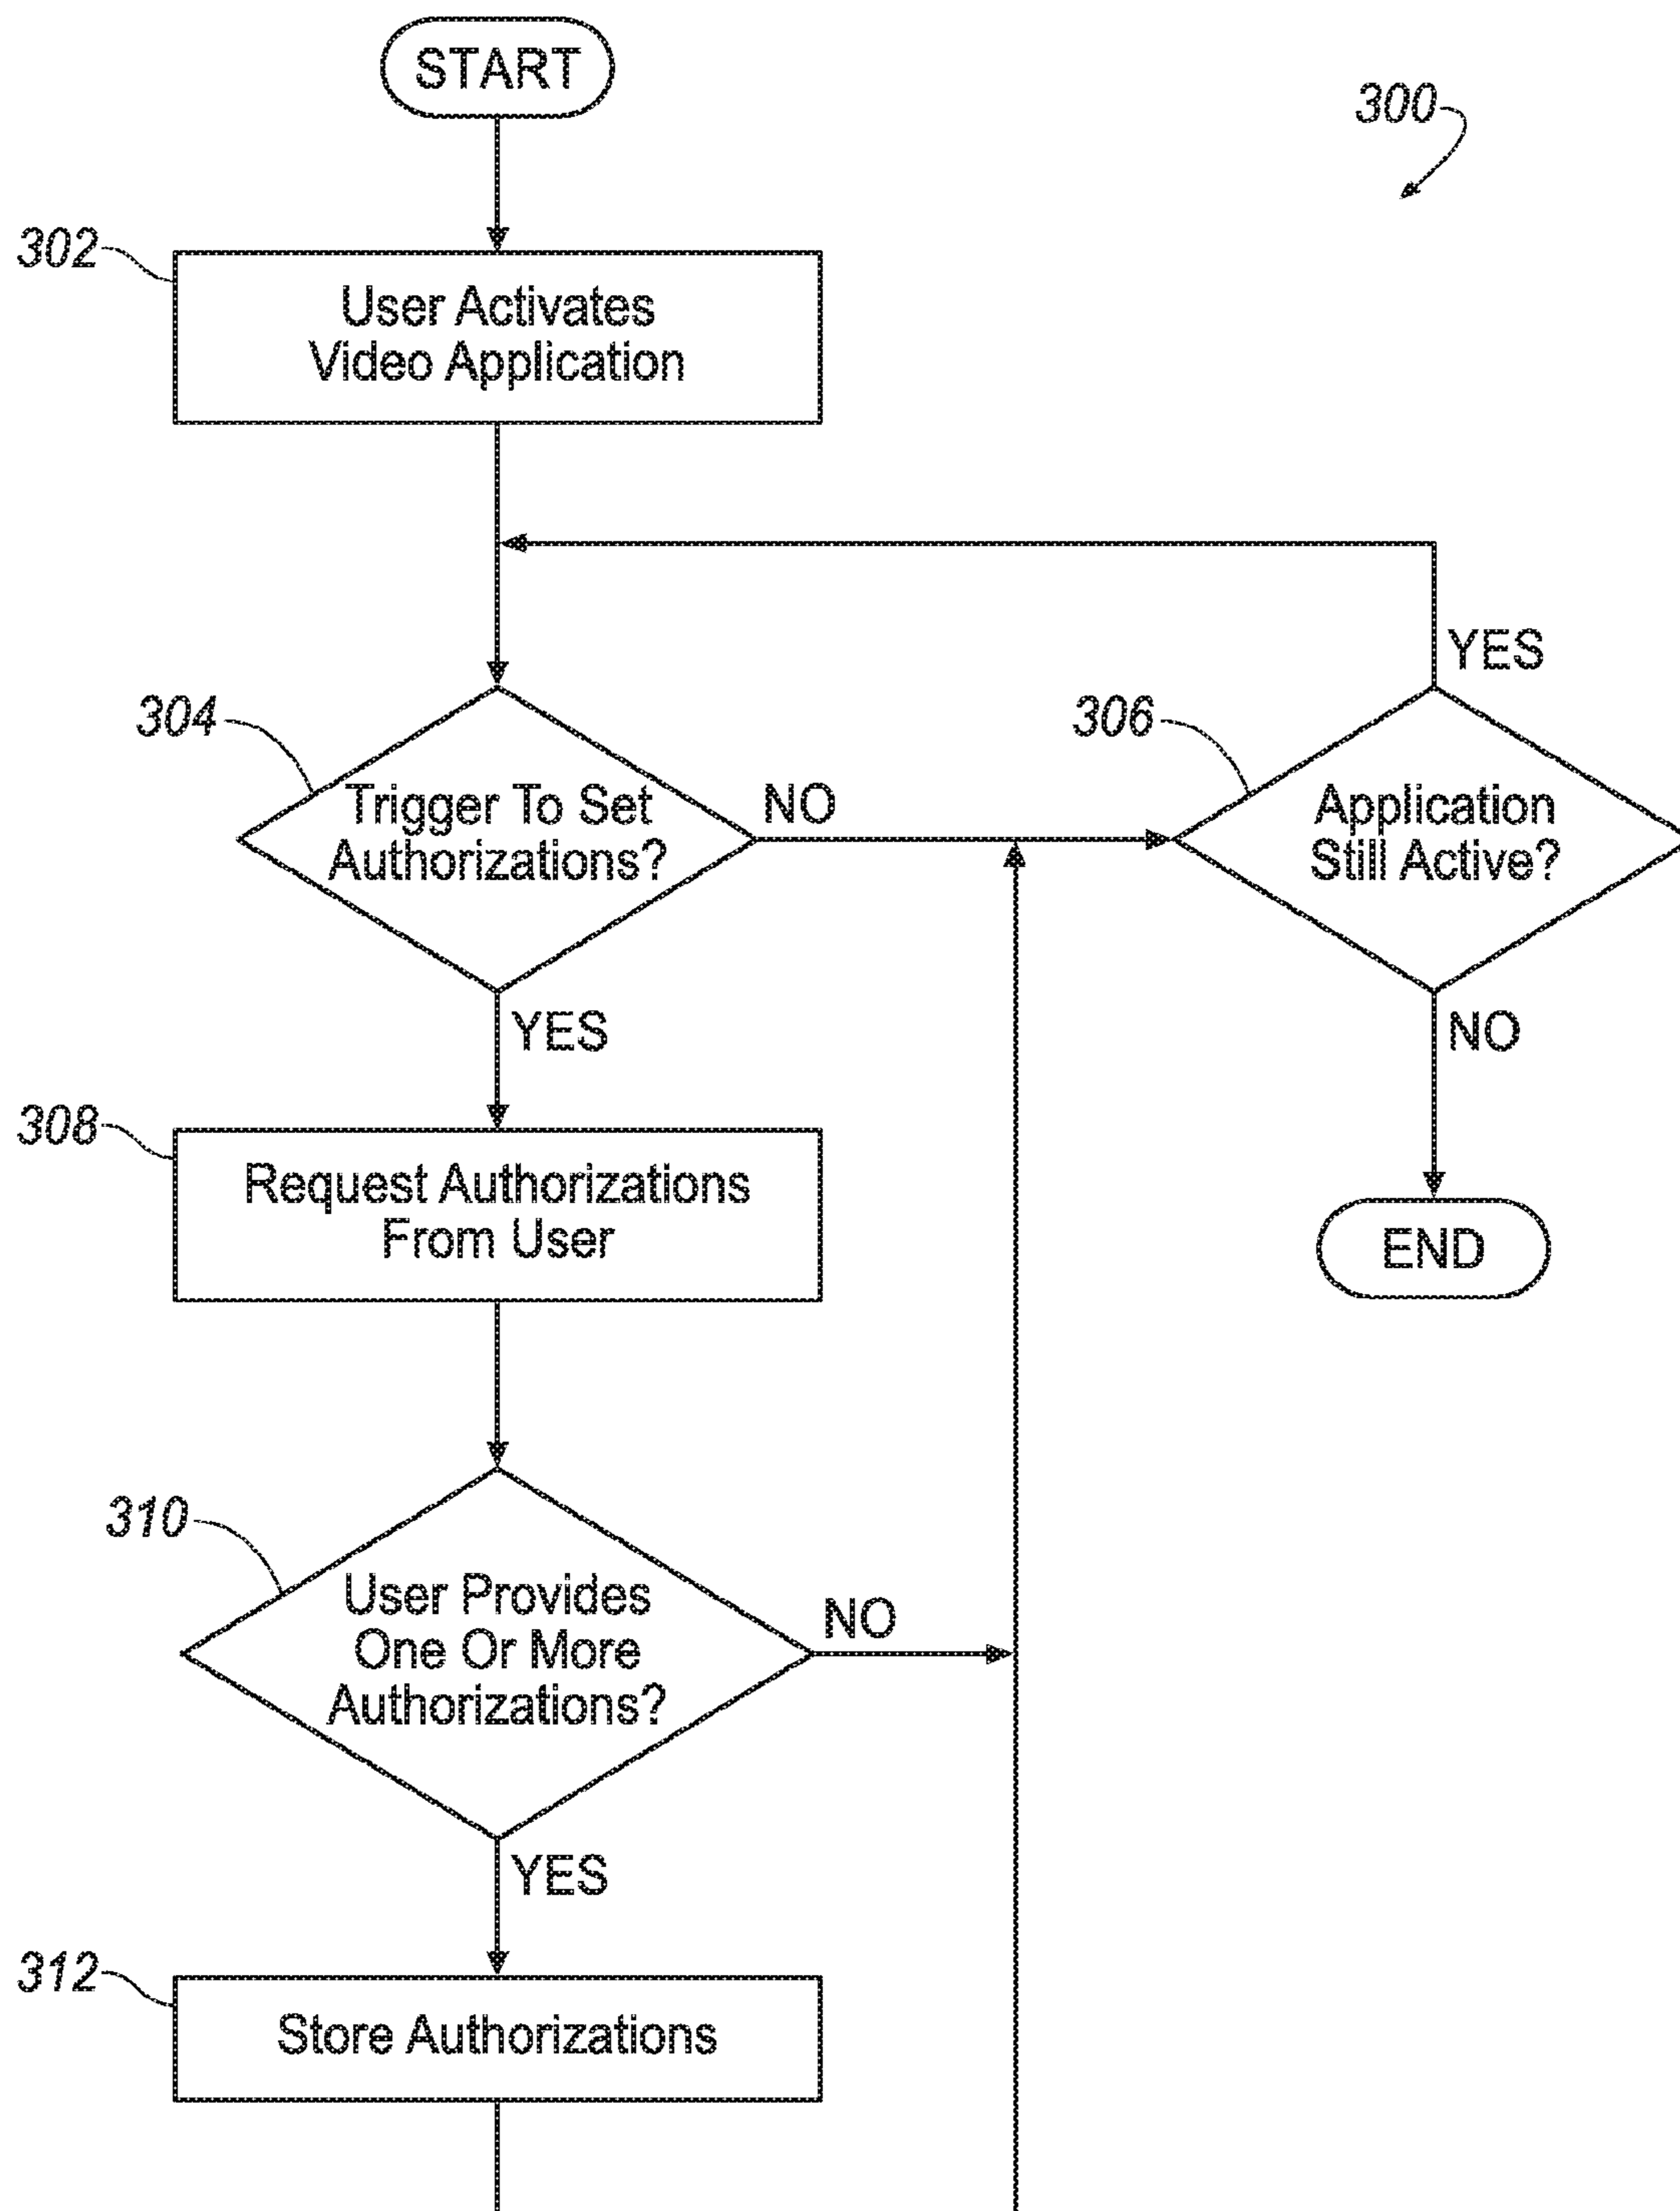 START
300
302
User Activates
Video Application
YES
304
306
Trigger To Set
Authorizations?
NO
Application
Still Active?
YES
NO
308
Request Authorizations
From User
END
310
User Provides
One Or More
Authorizations?
NO
YES
312
Store Authorizations